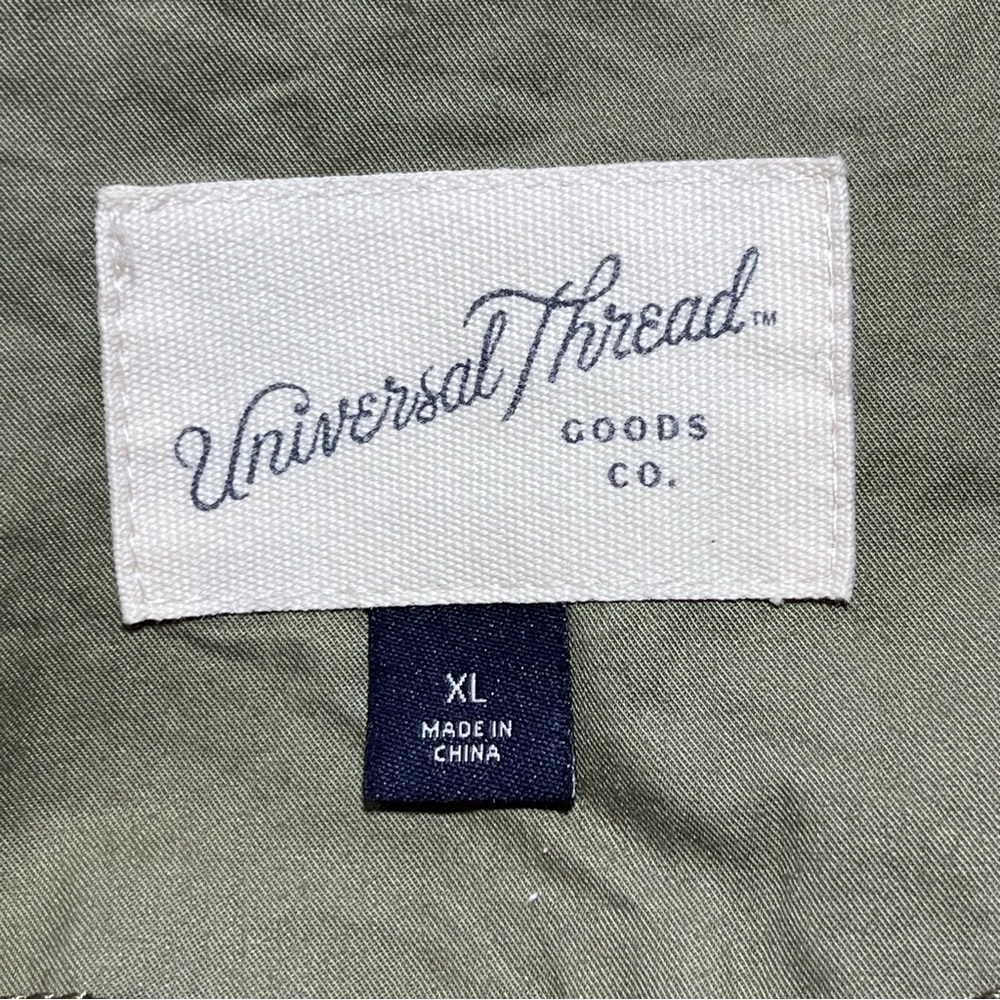 Universal Thread™
GOODS
CO.
XL
MADE IN
CHINA